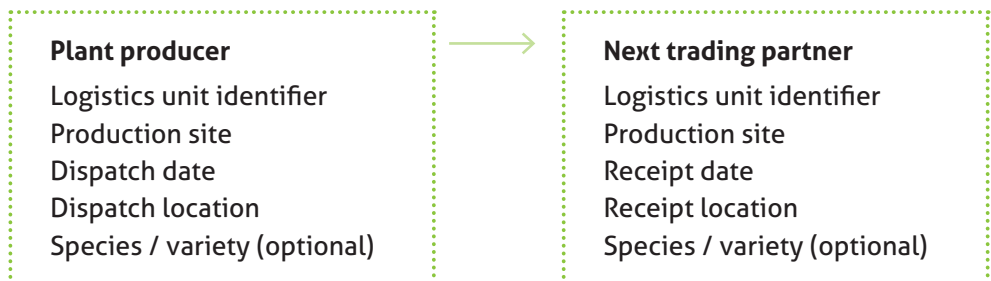 Plant producer
Logistics unit identifier
Production site
Dispatch date
Dispatch location
Species / variety (optional)
Next trading partner
Logistics unit identifier
Production site
Receipt date
Receipt location
Species / variety (optional)